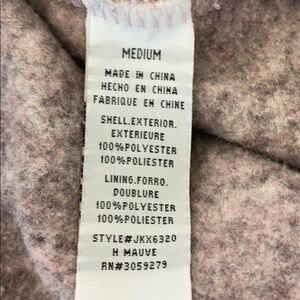 MEDIUM
MADE IN CHINA
HECHO EN CHINA
FABRIQUE EN CHINE
SHELL.EXTERIOR.
EXTERIEURE
100%POLYESTER
100%POLIESTER
LINING.FORRO.
DOUBLURE
100%POLYESTER
100%POLIESTER
STYLE#JKX6320
H MAUVE
RN#3059279